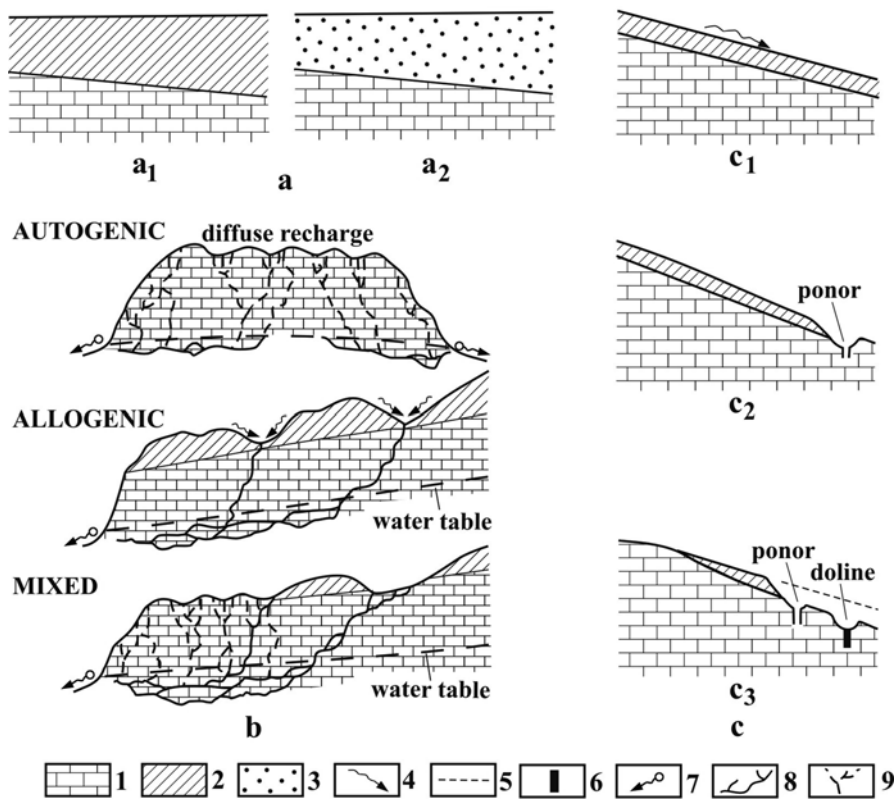 a₁
a
a₂
c₁
AUTOGENIC
diffuse recharge
ponor
c₂
ALLOGENIC
water table
ponor
doline
MIXED
water table
c₃
b
c
1 2 3 4 5 6 7 8 9